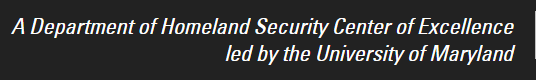 A Department of Homeland Security Center of Excellence
led by the University of Maryland